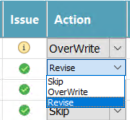 Issue Action
OverWrite
Revise
Skip
OverWrite
Revise
Skip